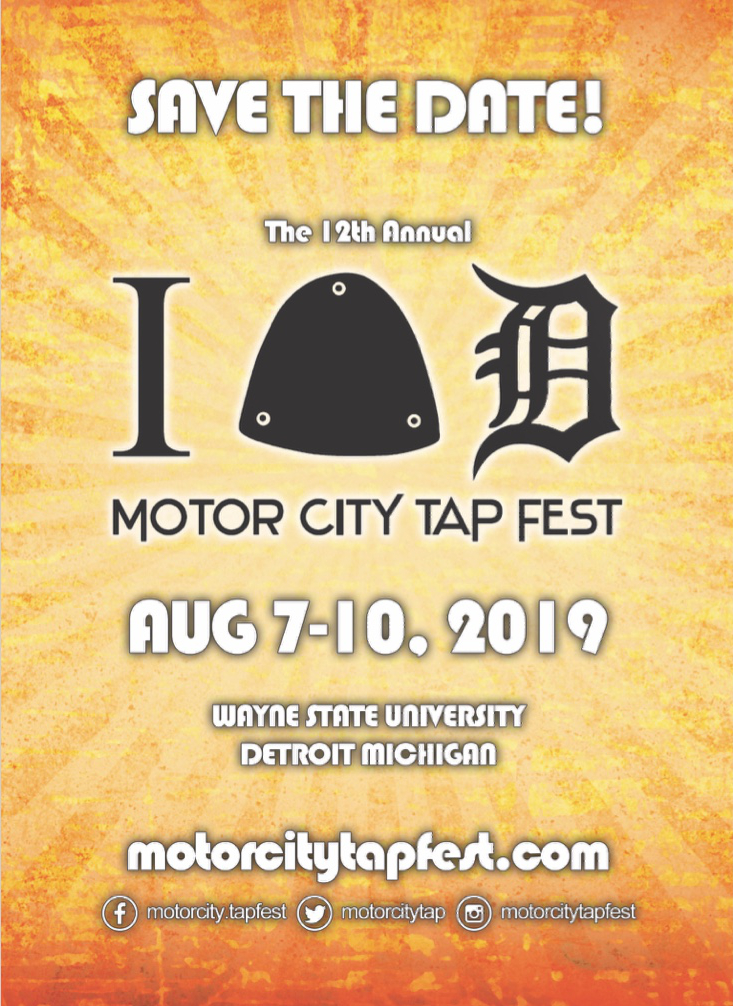 SAVE THE DATE!
The 12th Annual
I D
MOTOR CITY TAP FEST
AUG 7-10, 2019
WAYNE STATE UNIVERSITY
DETROIT MICHIGAN
motorcitytapfest.com
motorcity.tapfest motorcitytap motorcitytapfest